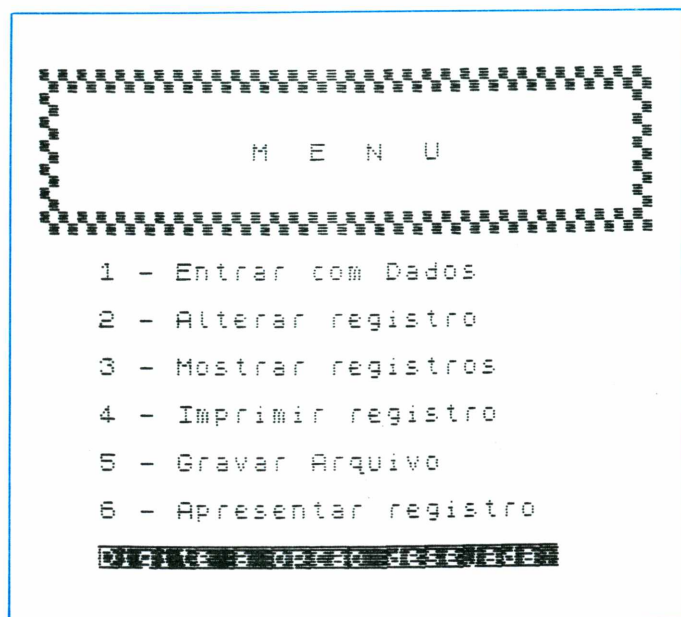 M E N U
1 - Entrar com Dados
2 - Alterar registro
3 - Mostrar registros
4 - Imprimir registro
5 - Gravar Arquivo
6 - Apresentar registro
Digite a opcao desejada.